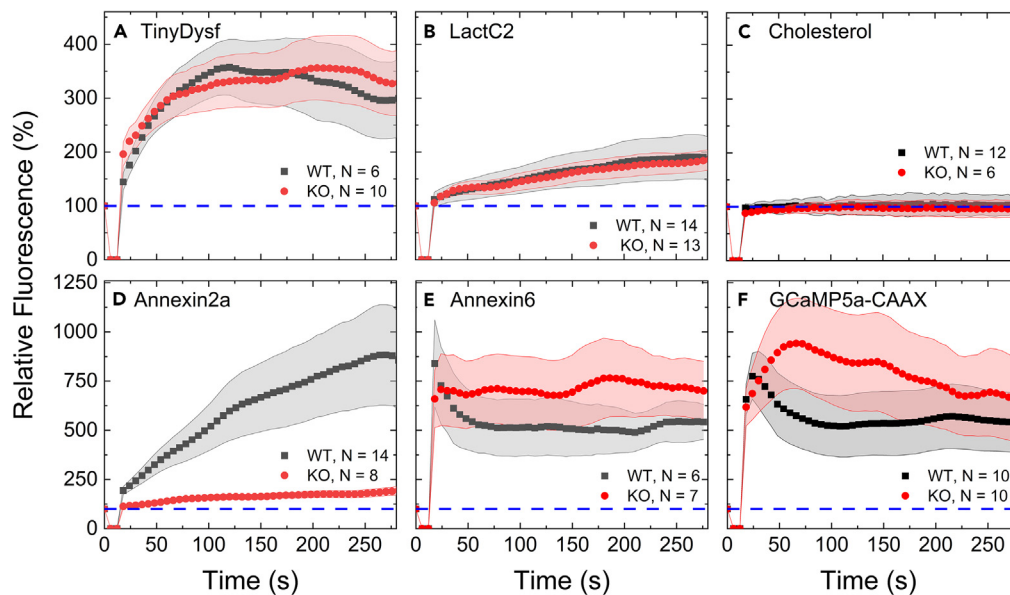 A TinyDysf
B LactC2
C Cholesterol
400
300
200
100
0
WT, N = 6
KO, N = 10
WT, N = 14
KO, N = 13
WT, N = 12
KO, N = 6
Relative Fluorescence (%)
D Annexin2a
E Annexin6
F GCaMP5a-CAAX
1250
1000
750
500
250
0
WT, N = 14
KO, N = 8
WT, N = 6
KO, N = 7
WT, N = 10
KO, N = 10
0 50 100 150 200 250
0 50 100 150 200 250
0 50 100 150 200 250
Time (s)
Time (s)
Time (s)